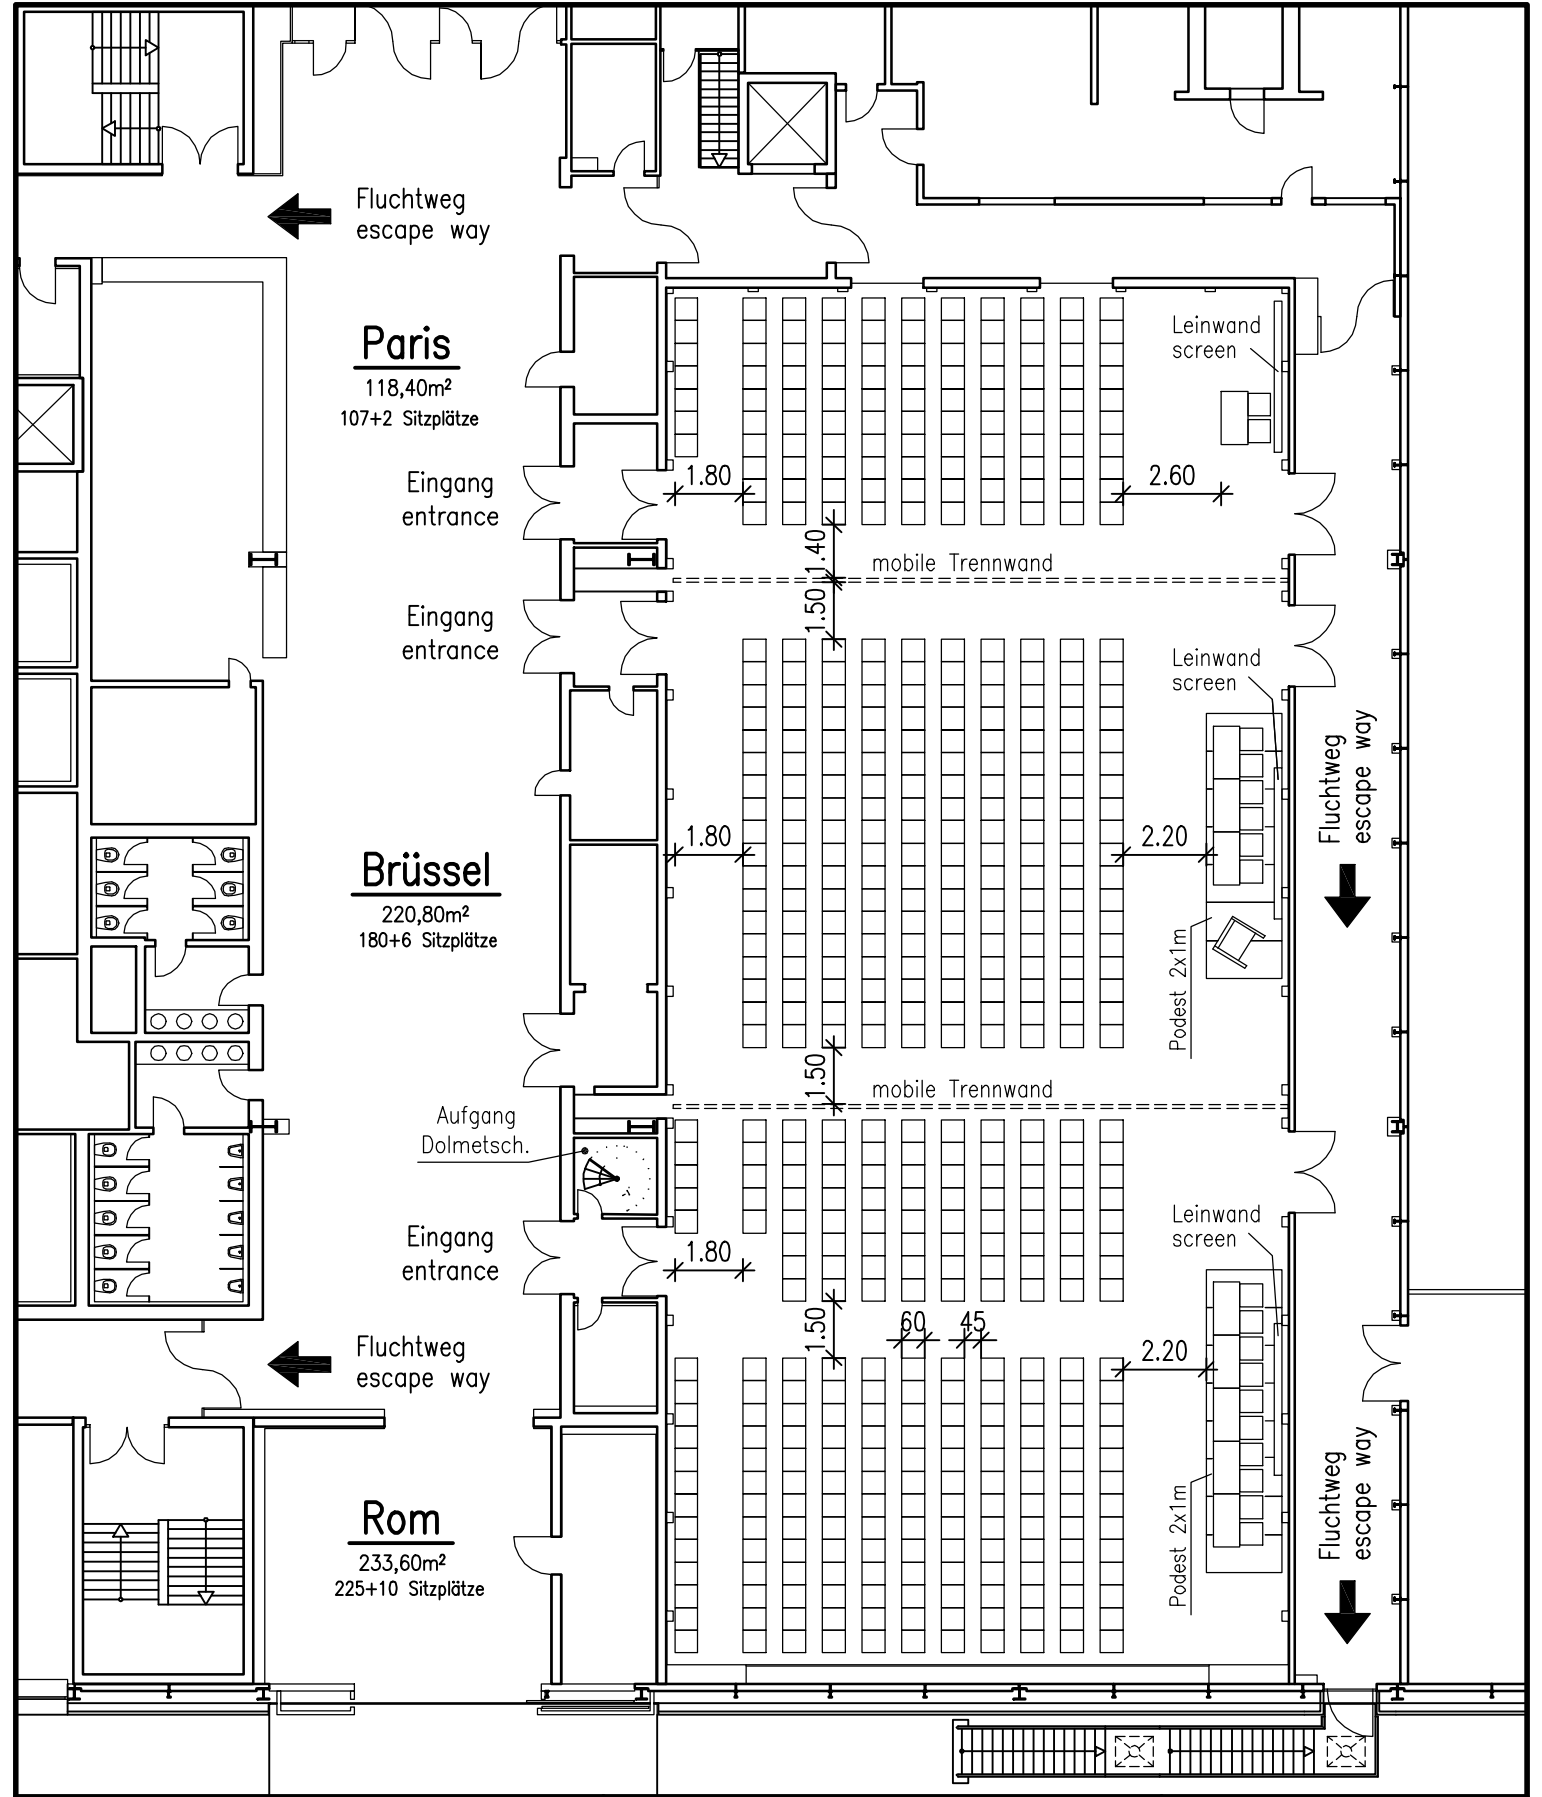 Fluchtweg
escape way
Paris
118,40m²
107+2 Sitzplätze
Leinwand
screen
Eingang
entrance
1.80
2.60
1.40
mobile Trennwand
1.50
Eingang
entrance
Leinwand
screen
Fluchtweg
escape way
Brüssel
220,80m²
180+6 Sitzplätze
1.80
2.20
Podest 2x1m
1.50
mobile Trennwand
Aufgang
Dolmetsch.
Eingang
entrance
1.80
Leinwand
screen
1.50
60
45
2.20
Fluchtweg
escape way
Fluchtweg
escape way
Podest 2x1m
Rom
233,60m²
225+10 Sitzplätze